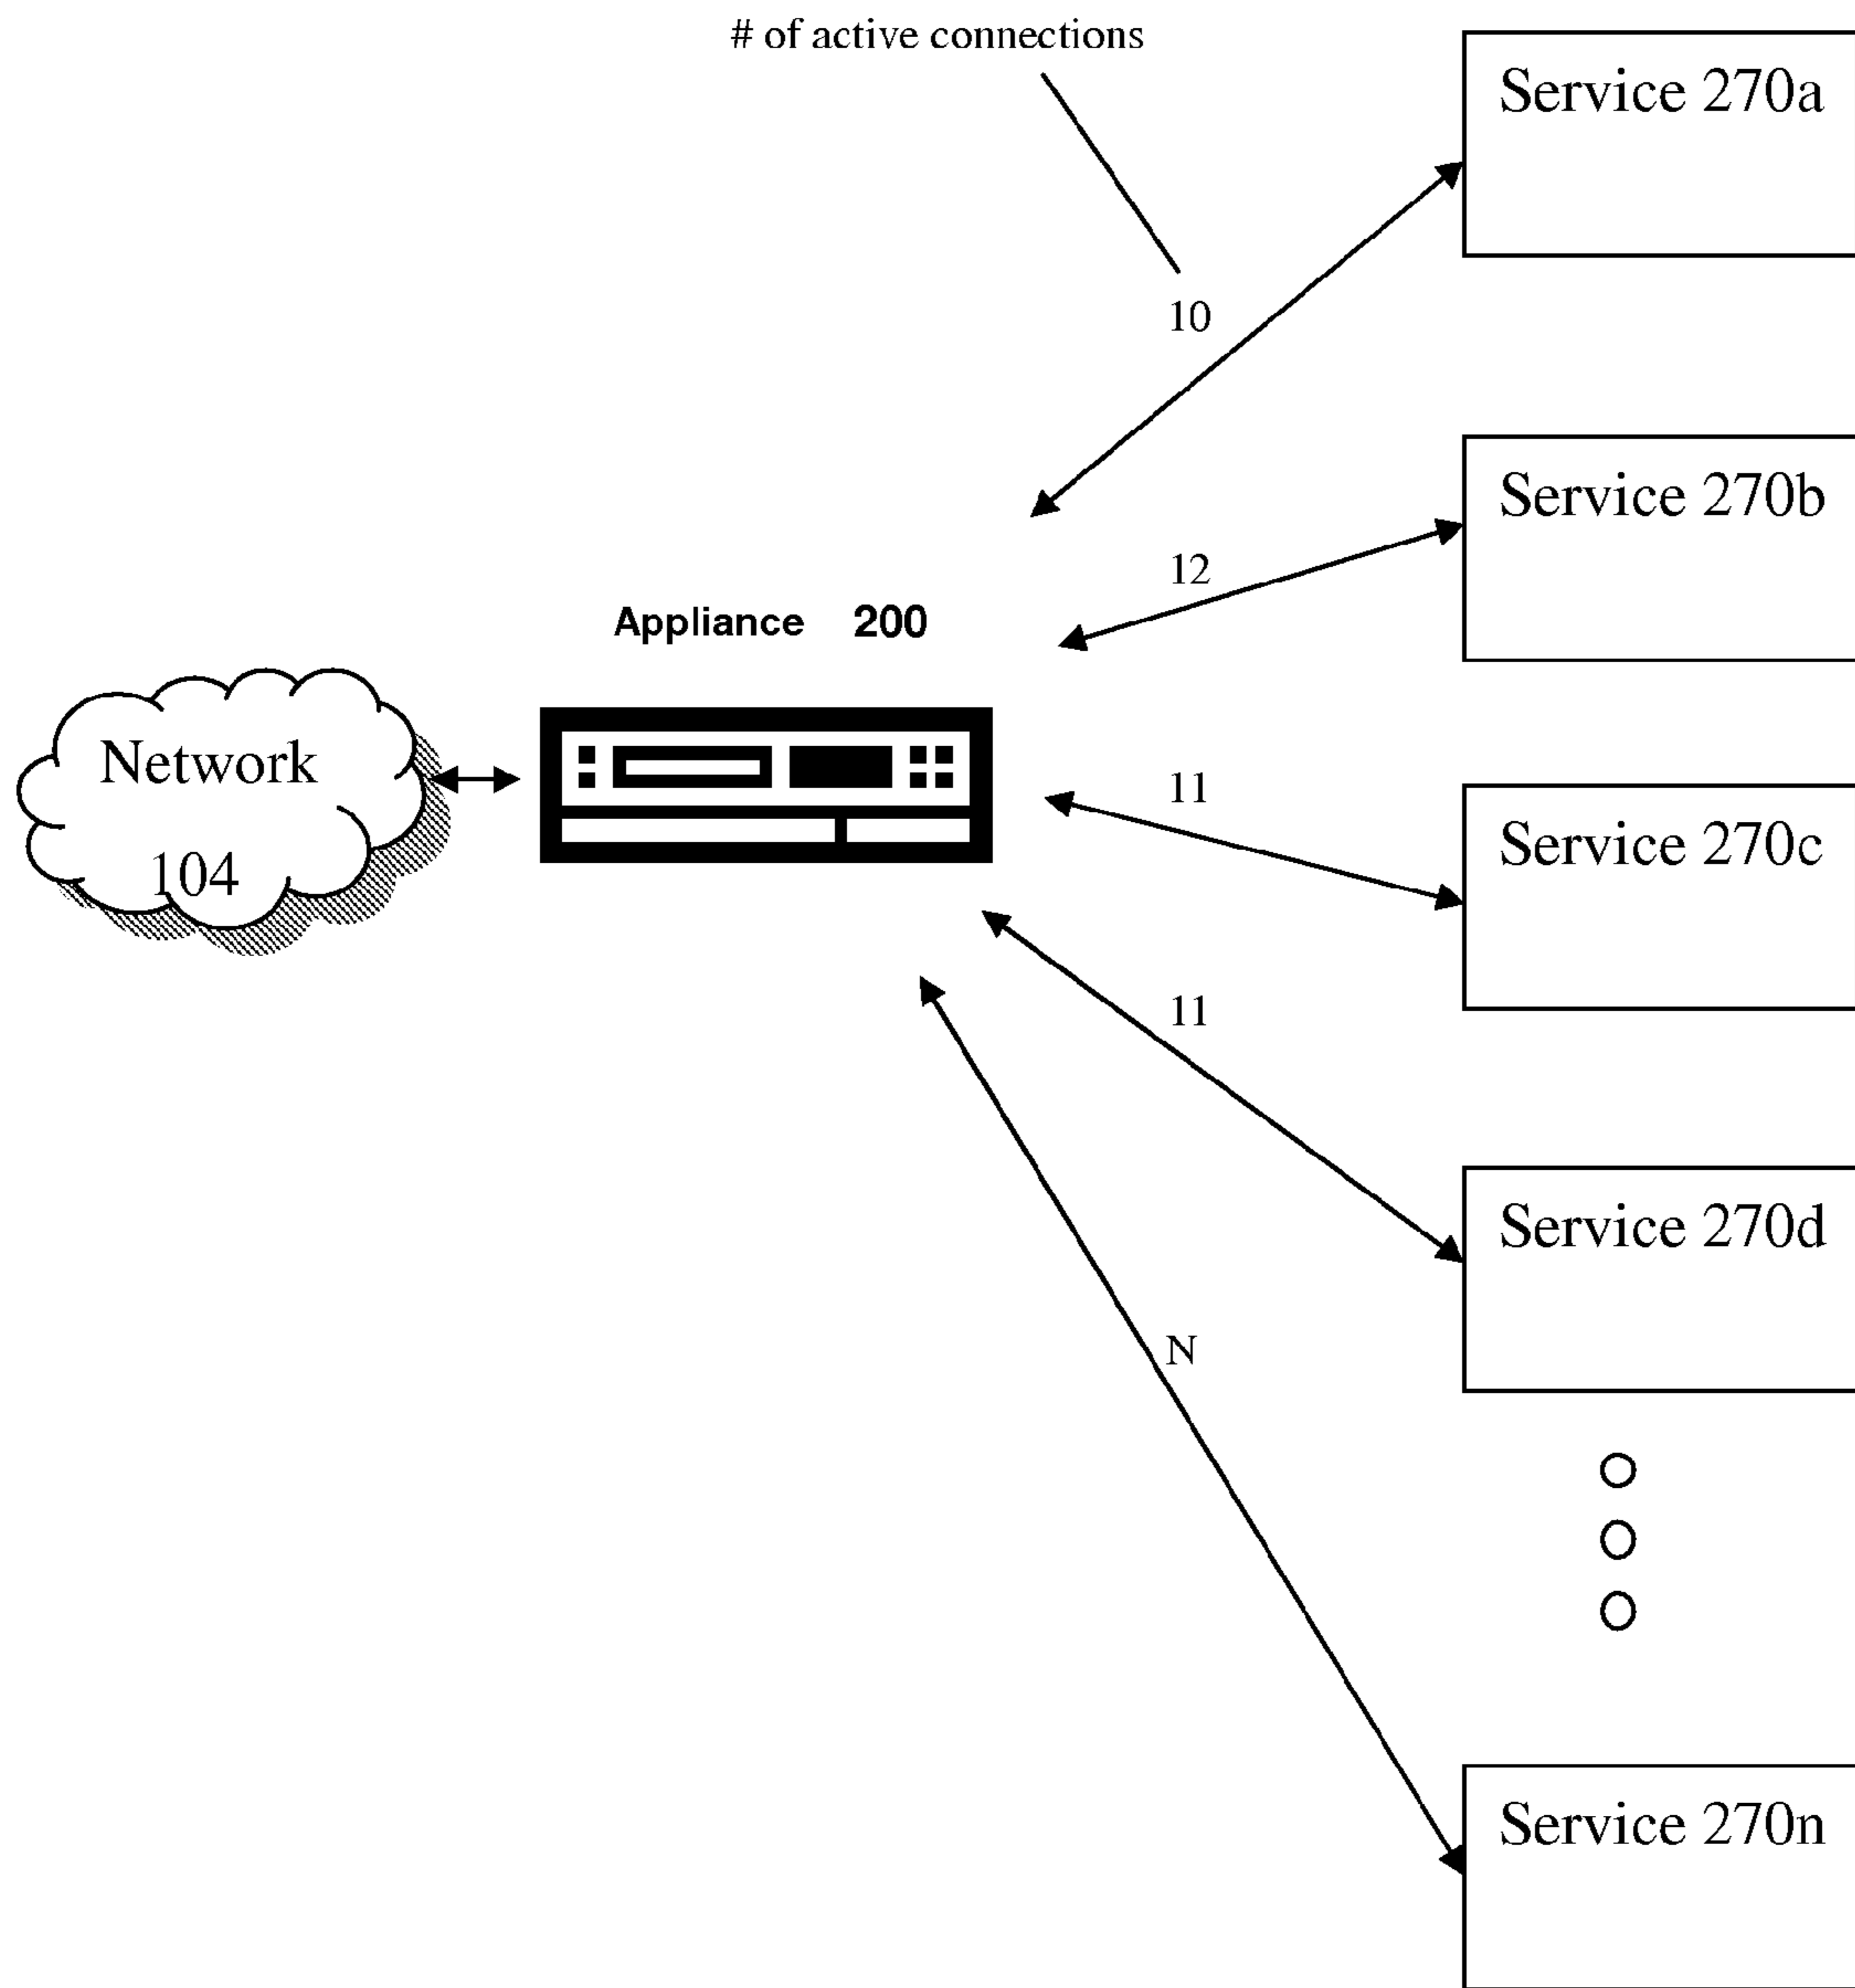 # of active connections
Service 270a
10
Service 270b
12
Appliance 200
Network
104
11
Service 270c
11
Service 270d
N
Service 270n